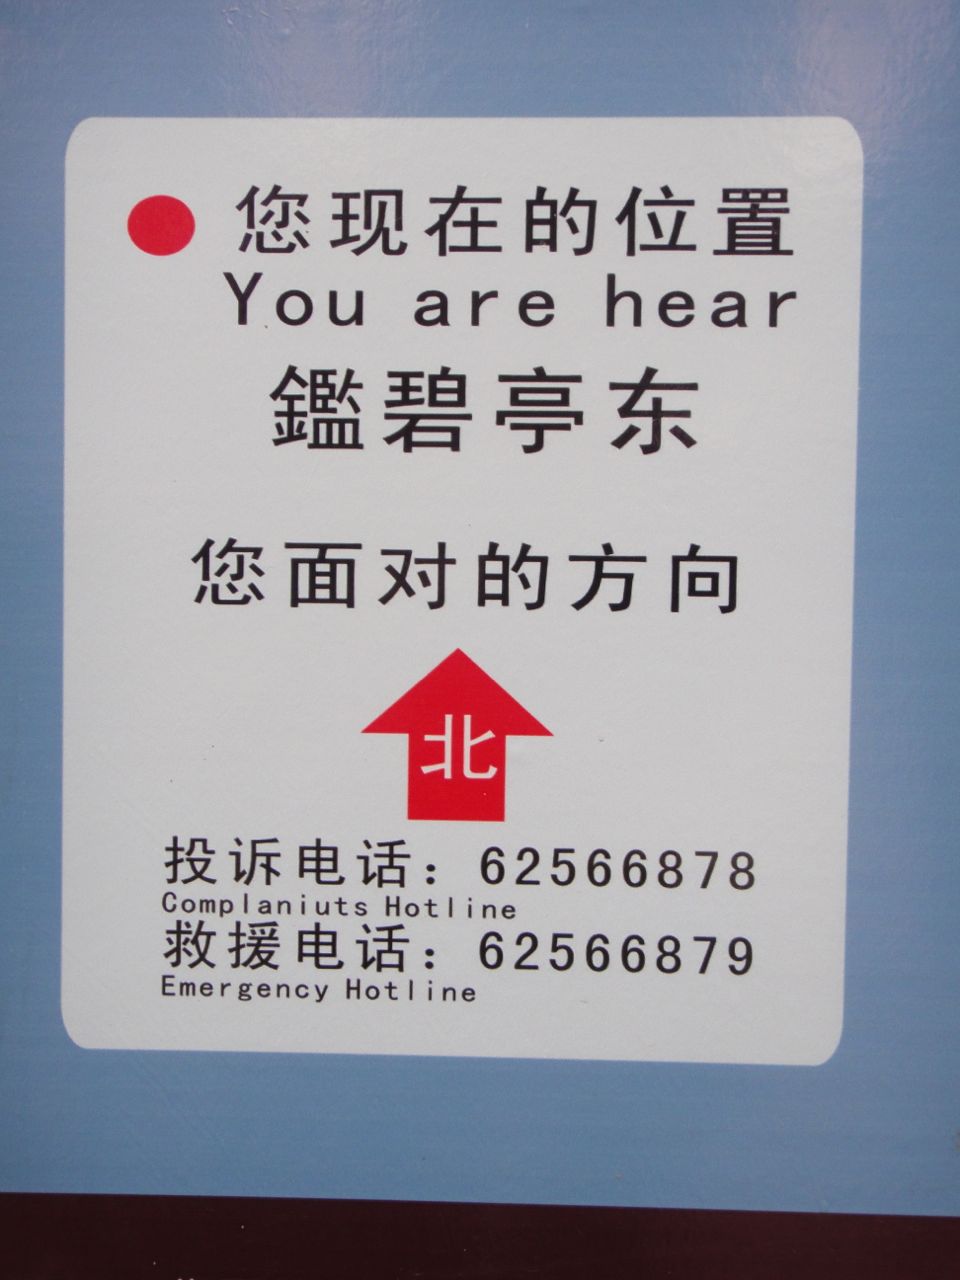 您现在的位置
You are hear
鑑碧亭东
您面对的方向
北
投诉电话：62566878
Complaniuts Hotline
救援电话：62566879
Emergency Hotline